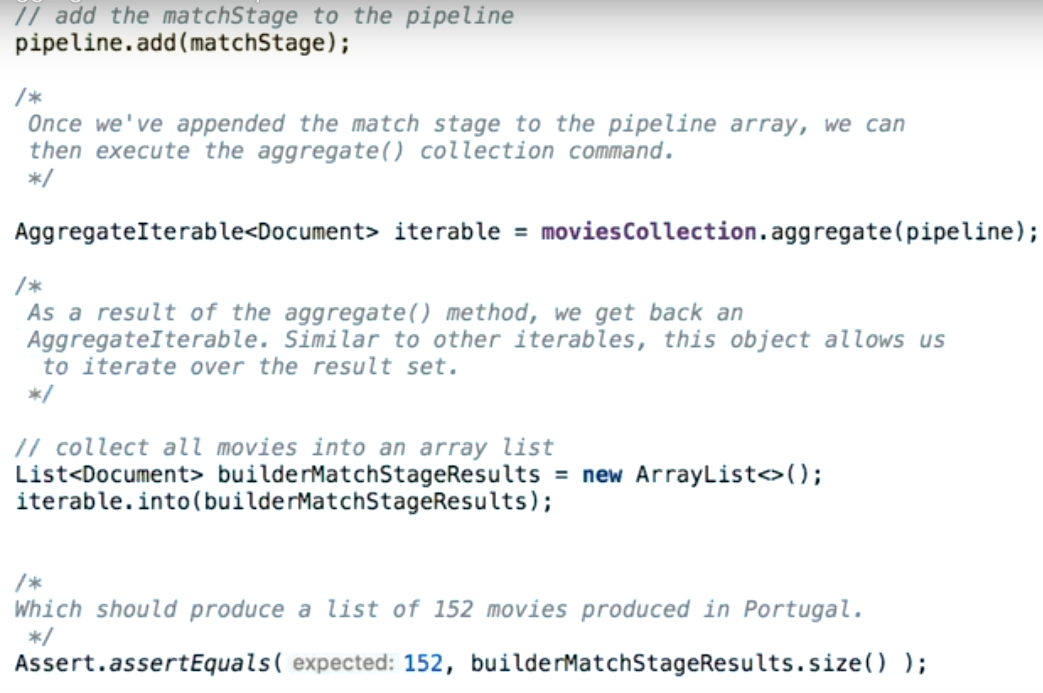 // add the matchStage to the pipeline
pipeline.add(matchStage);
/*
Once we've appended the match stage to the pipeline array, we can
then execute the aggregate() collection command.
*/
AggregateIterable<Document> iterable = moviesCollection.aggregate(pipeline);
/*
As a result of the aggregate() method, we get back an
AggregateIterable. Similar to other iterables, this object allows us
to iterate over the result set.
*/
// collect all movies into an array list
List<Document> builderMatchStageResults = new ArrayList<>();
iterable.into(builderMatchStageResults);
/*
Which should produce a list of 152 movies produced in Portugal.
*/
Assert.assertEquals( expected: 152, builderMatchStageResults.size() );